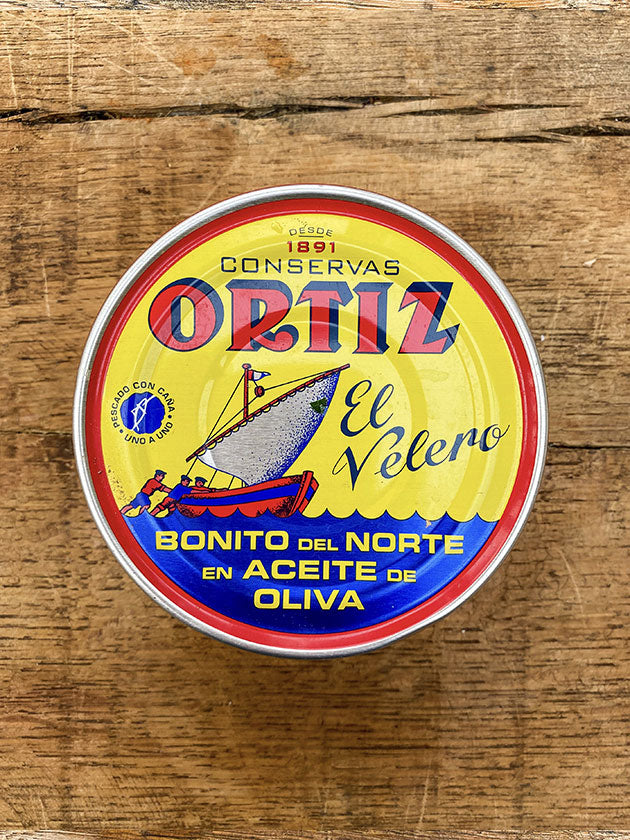 DESDE
1891
CONSERVAS
ORTIZ
El
Velero
PESCADO CON CAÑA
UNO A UNO
BONITO DEL NORTE
EN ACEITE DE
OLIVA